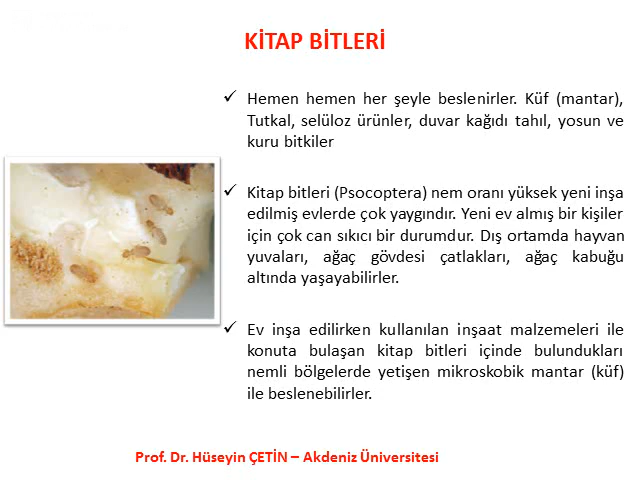 KİTAP BİTLERİ
✓ Hemen hemen her şeyle beslenirler. Küf (mantar),
Tutkal, selüloz ürünler, duvar kağıdı tahıl, yosun ve
kuru bitkiler
✓ Kitap bitleri (Psocoptera) nem oranı yüksek yeni inşa
edilmiş evlerde çok yaygındır. Yeni ev almış bir kişiler
için çok can sıkıcı bir durumdur. Dış ortamda hayvan
yuvaları, ağaç gövdesi çatlakları, ağaç kabuğu
altında yaşayabilirler.
✓ Ev inşa edilirken kullanılan inşaat malzemeleri ile
konuta bulaşan kitap bitleri içinde bulundukları
nemli bölgelerde yetişen mikroskobik mantar (küf)
ile beslenebilirler.
Prof. Dr. Hüseyin ÇETİN – Akdeniz Üniversitesi